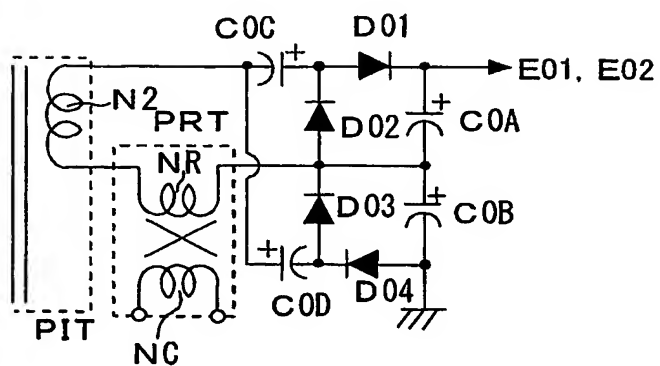 C0C
D01
+
E01, E02
N2
PRT
D02
+
C0A
NR
D03
+
C0B
+
C0D
D04
PIT
NC